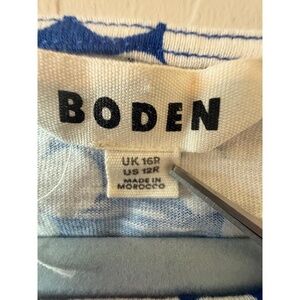 BODEN
UK 16R
US 12R
MADE IN
MOROCCO